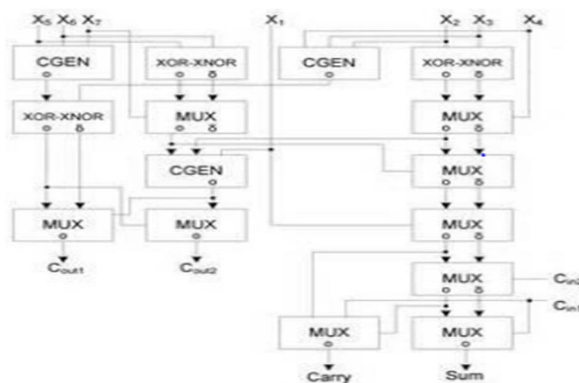 X5 X6 X7 X1 X2 X3 X4
CGEN XOR-XNOR CGEN XOR-XNOR
XOR-XNOR MUX MUX
CGEN MUX
MUX MUX MUX
Cout1 Cout2
MUX Cin2
Cin1
MUX MUX
Carry Sum